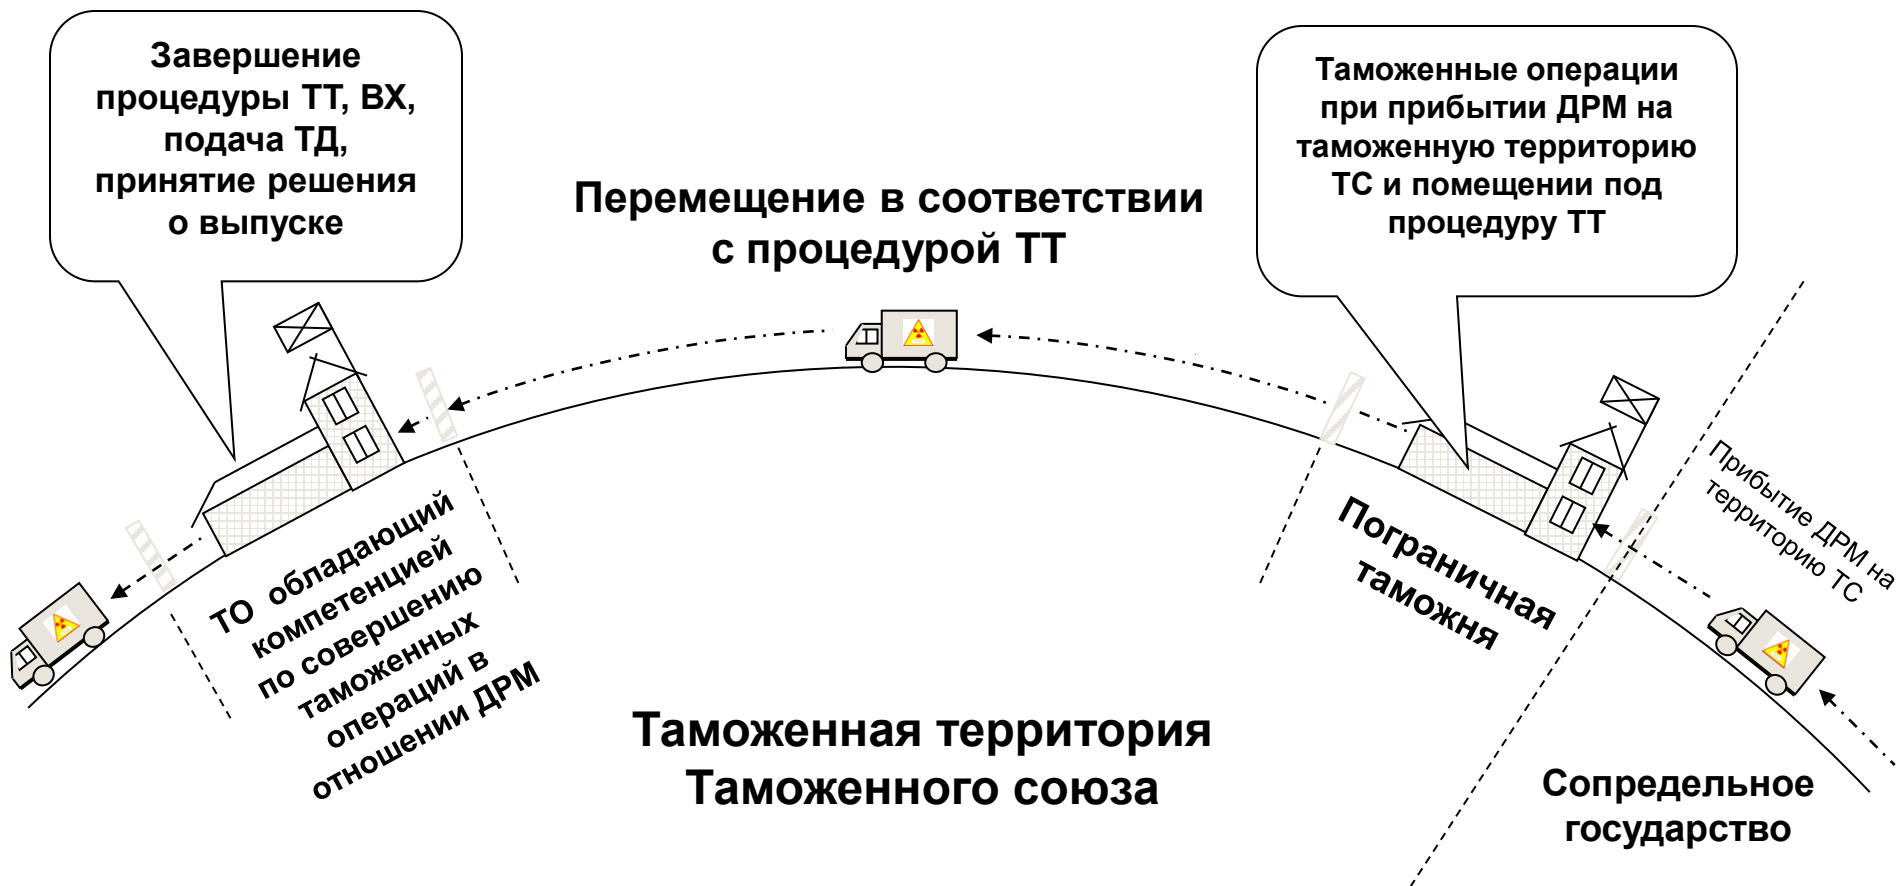 Завершение
процедуры ТТ, ВХ,
подача ТД,
принятие решения
о выпуске
Перемещение в соответствии
с процедурой ТТ
Таможенные операции
при прибытии ДРМ на
таможенную территорию
ТС и помещении под
процедуру ТТ
ТО обладающий
компетенцией
по совершению
таможенных
операций в
отношении ДРМ
Пограничная
таможня
Прибытие ДРМ на
территорию ТС
Таможенная территория
Таможенного союза
Сопредельное
государство